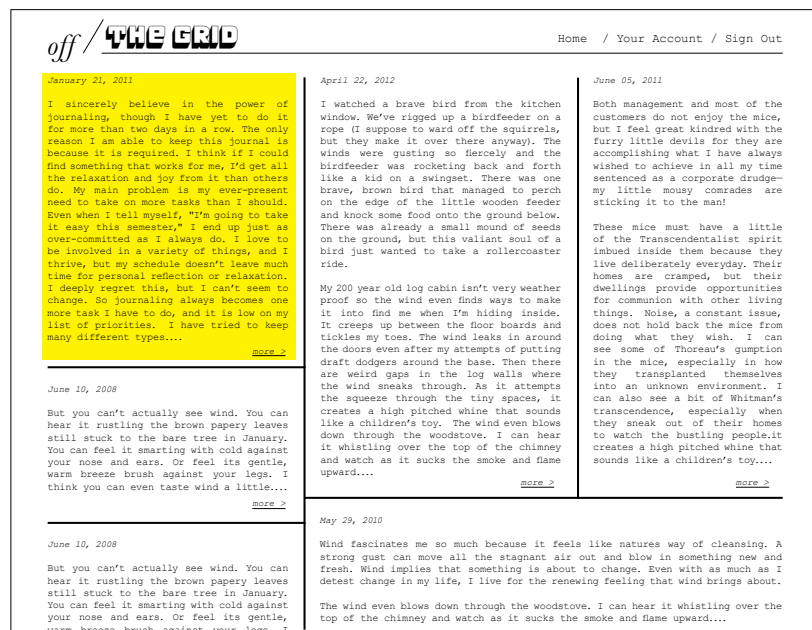 off / THE GRID
Home / Your Account / Sign Out
January 21, 2011
I sincerely believe in the power of
journaling, though I have yet to do it
for more than two days in a row. The only
reason I am able to keep this journal is
because it is required. I think if I could
find something that works for me, I'd get all
the relaxation and joy from it than others
do. My main problem is my ever-present
need to take on more tasks than I should.
Even when I tell myself, "I'm going to take
it easy this semester," I end up just as
over-committed as I always do. I love to
be involved in a variety of things, and I
thrive, but my schedule doesn't leave much
time for personal reflection or relaxation.
I deeply regret this, but I can't seem to
change. So journaling always becomes one
more task I have to do, and it is low on my
list of priorities.  I have tried to keep
many different types....
more >
June 10, 2008
But you can't actually see wind. You can
hear it rustling the brown papery leaves
still stuck to the bare tree in January.
You can feel it smarting with cold against
your nose and ears. Or feel its gentle,
warm breeze brush against your legs. I
think you can even taste wind a little....
more >
June 10, 2008
But you can't actually see wind. You can
hear it rustling the brown papery leaves
still stuck to the bare tree in January.
You can feel it smarting with cold against
your nose and ears. Or feel its gentle,
warm breeze brush against your legs. I
April 22, 2012
I watched a brave bird from the kitchen
window. We've rigged up a birdfeeder on a
rope (I suppose to ward off the squirrels,
but they make it over there anyway). The
winds were gusting so fiercely and the
birdfeeder was rocketing back and forth
like a kid on a swingset. There was one
brave, brown bird that managed to perch
on the edge of the little wooden feeder
and knock some food onto the ground below.
There was already a small mound of seeds
on the ground, but this valiant soul of a
bird just wanted to take a rollercoaster
ride.
My 200 year old log cabin isn't very weather
proof so the wind even finds ways to make
it into find me when I'm hiding inside.
It creeps up between the floor boards and
tickles my toes. The wind leaks in around
the doors even after my attempts of putting
draft dodgers around the base. Then there
are weird gaps in the log walls where
the wind sneaks through. As it attempts
the squeeze through the tiny spaces, it
creates a high pitched whine that sounds
like a children's toy.  The wind even blows
down through the woodstove. I can hear
it whistling over the top of the chimney
and watch as it sucks the smoke and flame
upward....
more >
June 05, 2011
Both management and most of the
customers do not enjoy the mice,
but I feel great kindred with the
furry little devils for they are
accomplishing what I have always
wished to achieve in all my time
sentenced as a corporate drudge—
my little mousy comrades are
sticking it to the man!
These mice must have a little
of the Transcendentalist spirit
imbued inside them because they
live deliberately everyday. Their
homes are cramped, but their
dwellings provide opportunities
for communion with other living
things.  Noise, a constant issue,
does not hold back the mice from
doing what they wish. I can
see some of Thoreau's gumption
in the mice, especially in how
they transplanted themselves
into an unknown environment. I
can also see a bit of Whitman's
transcendence, especially when
they sneak out of their homes
to watch the bustling people.it
creates a high pitched whine that
sounds like a children's toy....
more >
May 29, 2010
Wind fascinates me so much because it feels like natures way of cleansing. A
strong gust can move all the stagnant air out and blow in something new and
fresh. Wind implies that something is about to change. Even with as much as I
detest change in my life, I live for the renewing feeling that wind brings about.
The wind even blows down through the woodstove. I can hear it whistling over the
top of the chimney and watch as it sucks the smoke and flame upward....